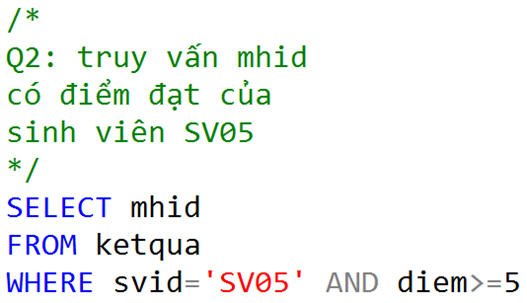 /*
Q2: truy vấn mhid
có điểm đạt của
sinh viên SV05
*/
SELECT mhid
FROM ketqua
WHERE svid='SV05' AND diem>=5